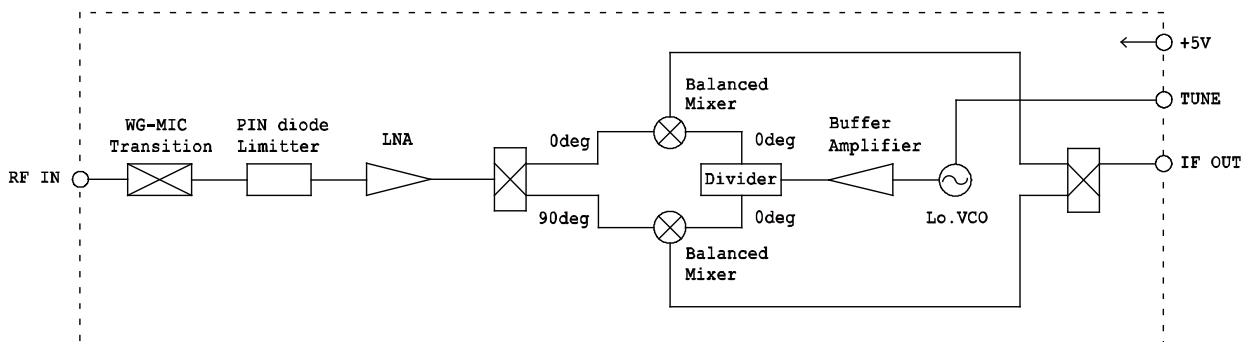 +5V
TUNE
IF OUT
RF IN
WG-MIC
Transition
PIN diode
Limitter
LNA
0deg
90deg
Balanced
Mixer
0deg
Divider
0deg
Balanced
Mixer
Buffer
Amplifier
Lo.VCO